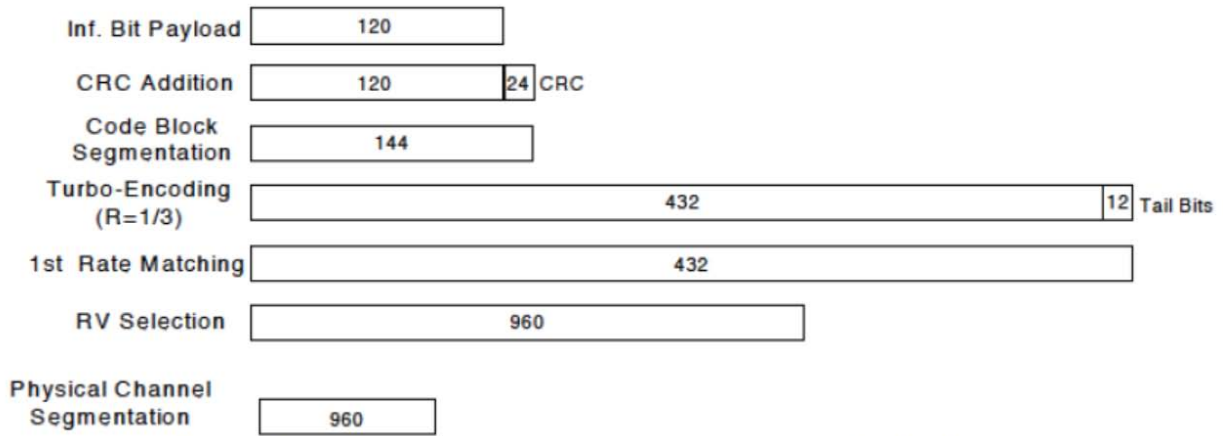 Inf. Bit Payload 120
CRC Addition 120 24 CRC
Code Block
Segmentation 144
Turbo-Encoding
(R=1/3) 432 12 Tail Bits
1st Rate Matching 432
RV Selection 960
Physical Channel
Segmentation 960